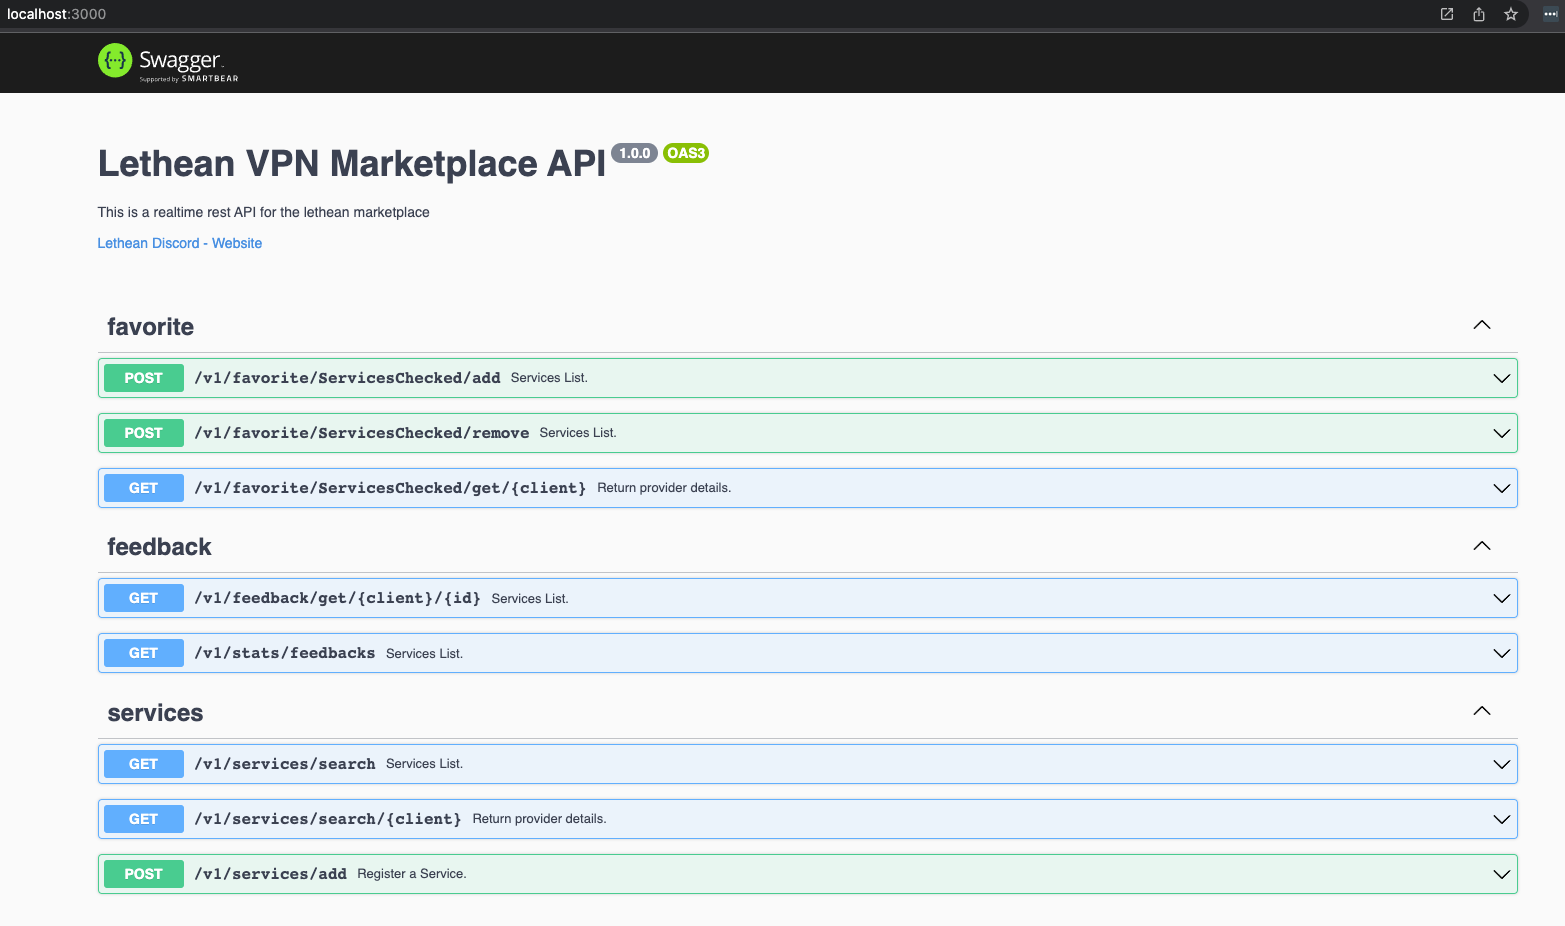 localhost:3000
{···} Swagger.
Supported by SMARTBEAR
Lethean VPN Marketplace API 1.0.0 OAS3
This is a realtime rest API for the lethean marketplace
Lethean Discord - Website
favorite
POST /v1/favorite/ServicesChecked/add Services List.
POST /v1/favorite/ServicesChecked/remove Services List.
GET /v1/favorite/ServicesChecked/get/{client} Return provider details.
feedback
GET /v1/feedback/get/{client}/{id} Services List.
GET /v1/stats/feedbacks Services List.
services
GET /v1/services/search Services List.
GET /v1/services/search/{client} Return provider details.
POST /v1/services/add Register a Service.